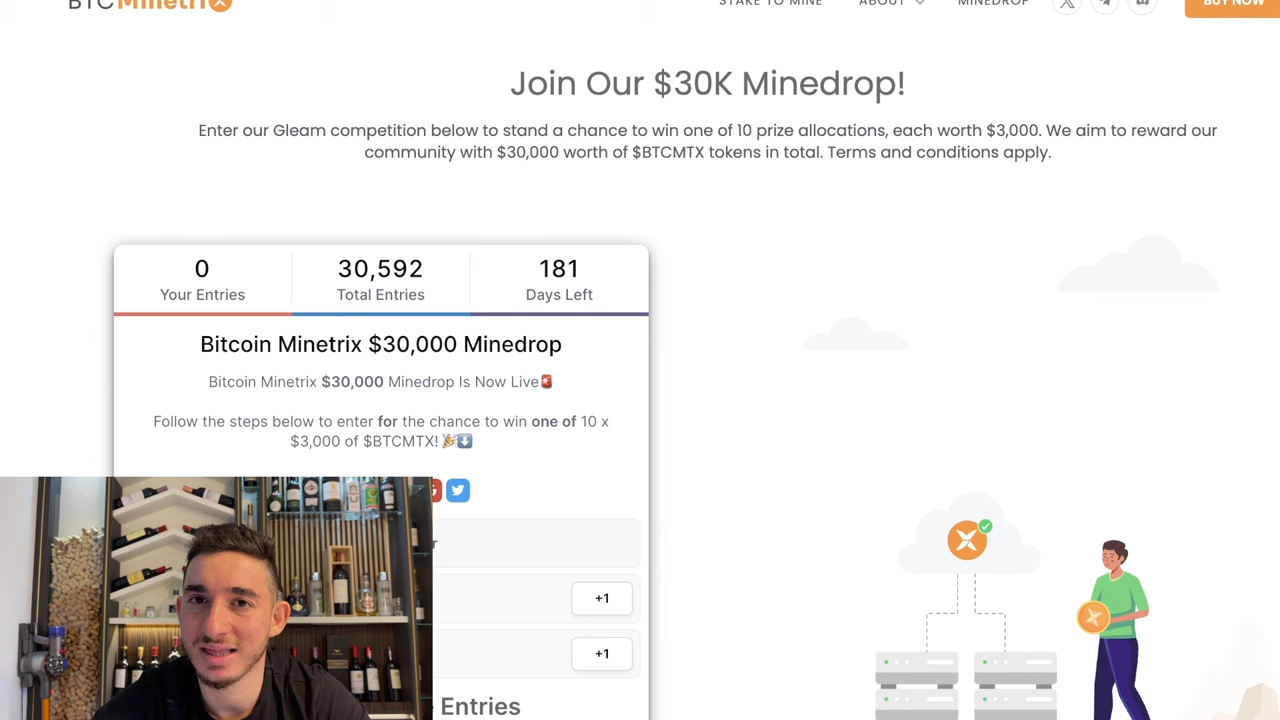 BTCMinetrix
STAKE TO MINE ABOUT MINEDROP BUY NOW
Join Our $30K Minedrop!
Enter our Gleam competition below to stand a chance to win one of 10 prize allocations, each worth $3,000. We aim to reward our
community with $30,000 worth of $BTCMTX tokens in total. Terms and conditions apply.
0 30,592 181
Your Entries Total Entries Days Left
Bitcoin Minetrix $30,000 Minedrop
Bitcoin Minetrix $30,000 Minedrop Is Now Live🚨
Follow the steps below to enter for the chance to win one of 10 x
$3,000 of $BTCMTX! 🎉⬇️
+1
+1
Entries